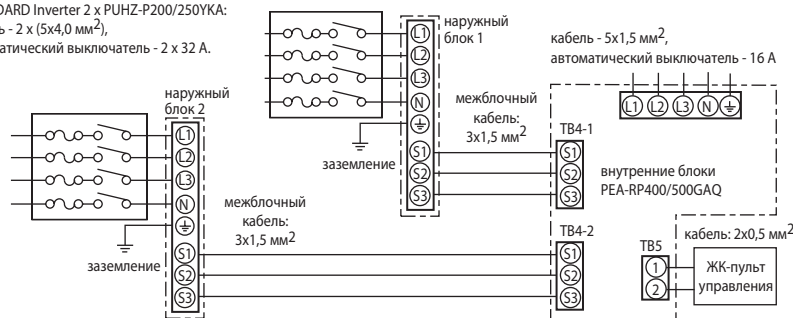 DARD Inverter 2 x PUHZ-P200/250YKA:
- 2 x (5x4,0 мм2),
матический выключатель - 2 x 32 А.
наружный
блок 1
L1
L2
L3
N
S1
S2
S3
заземление
межблочный
кабель:
3x1,5 мм2
кабель - 5x1,5 мм2,
автоматический выключатель - 16 А
L1 L2 L3 N
TB4-1
S1
S2
S3
внутренние блоки
PEA-RP400/500GAQ
наружный
блок 2
L1
L2
L3
N
S1
S2
S3
заземление
межблочный
кабель:
3x1,5 мм2
TB4-2
S1
S2
S3
кабель: 2x0,5 мм2
TB5
1
2
ЖК-пульт
управления